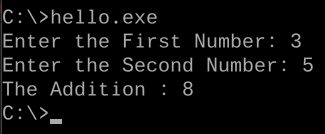 C:\>hello.exe
Enter the First Number: 3
Enter the Second Number: 5
The Addition : 8
C:\>